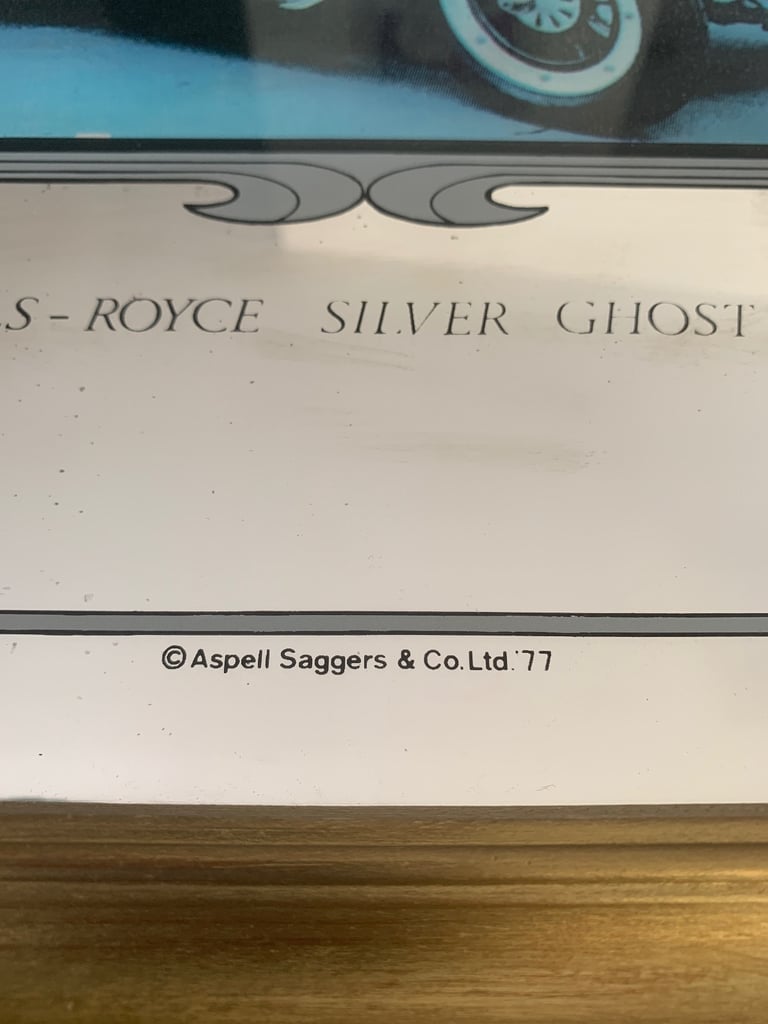 S - ROYCE SILVER GHOST
© Aspell Saggers & Co. Ltd. '77